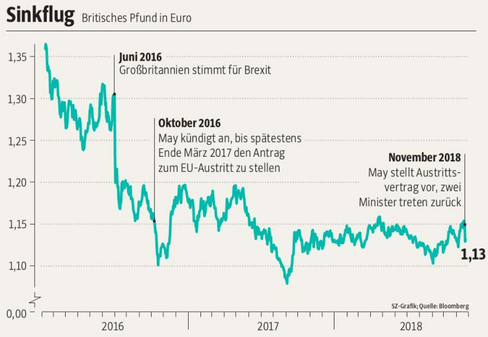 Sinkflug Britisches Pfund in Euro
1,35
1,30
1,25
1,20
1,15
1,10
0,00
Juni 2016
Großbritannien stimmt für Brexit
Oktober 2016
May kündigt an, bis spätestens
Ende März 2017 den Antrag
zum EU-Austritt zu stellen
November 2018
May stellt Austritts-
vertrag vor, zwei
Minister treten zurück
1,13
SZ-Grafik; Quelle: Bloomberg
2016 2017 2018